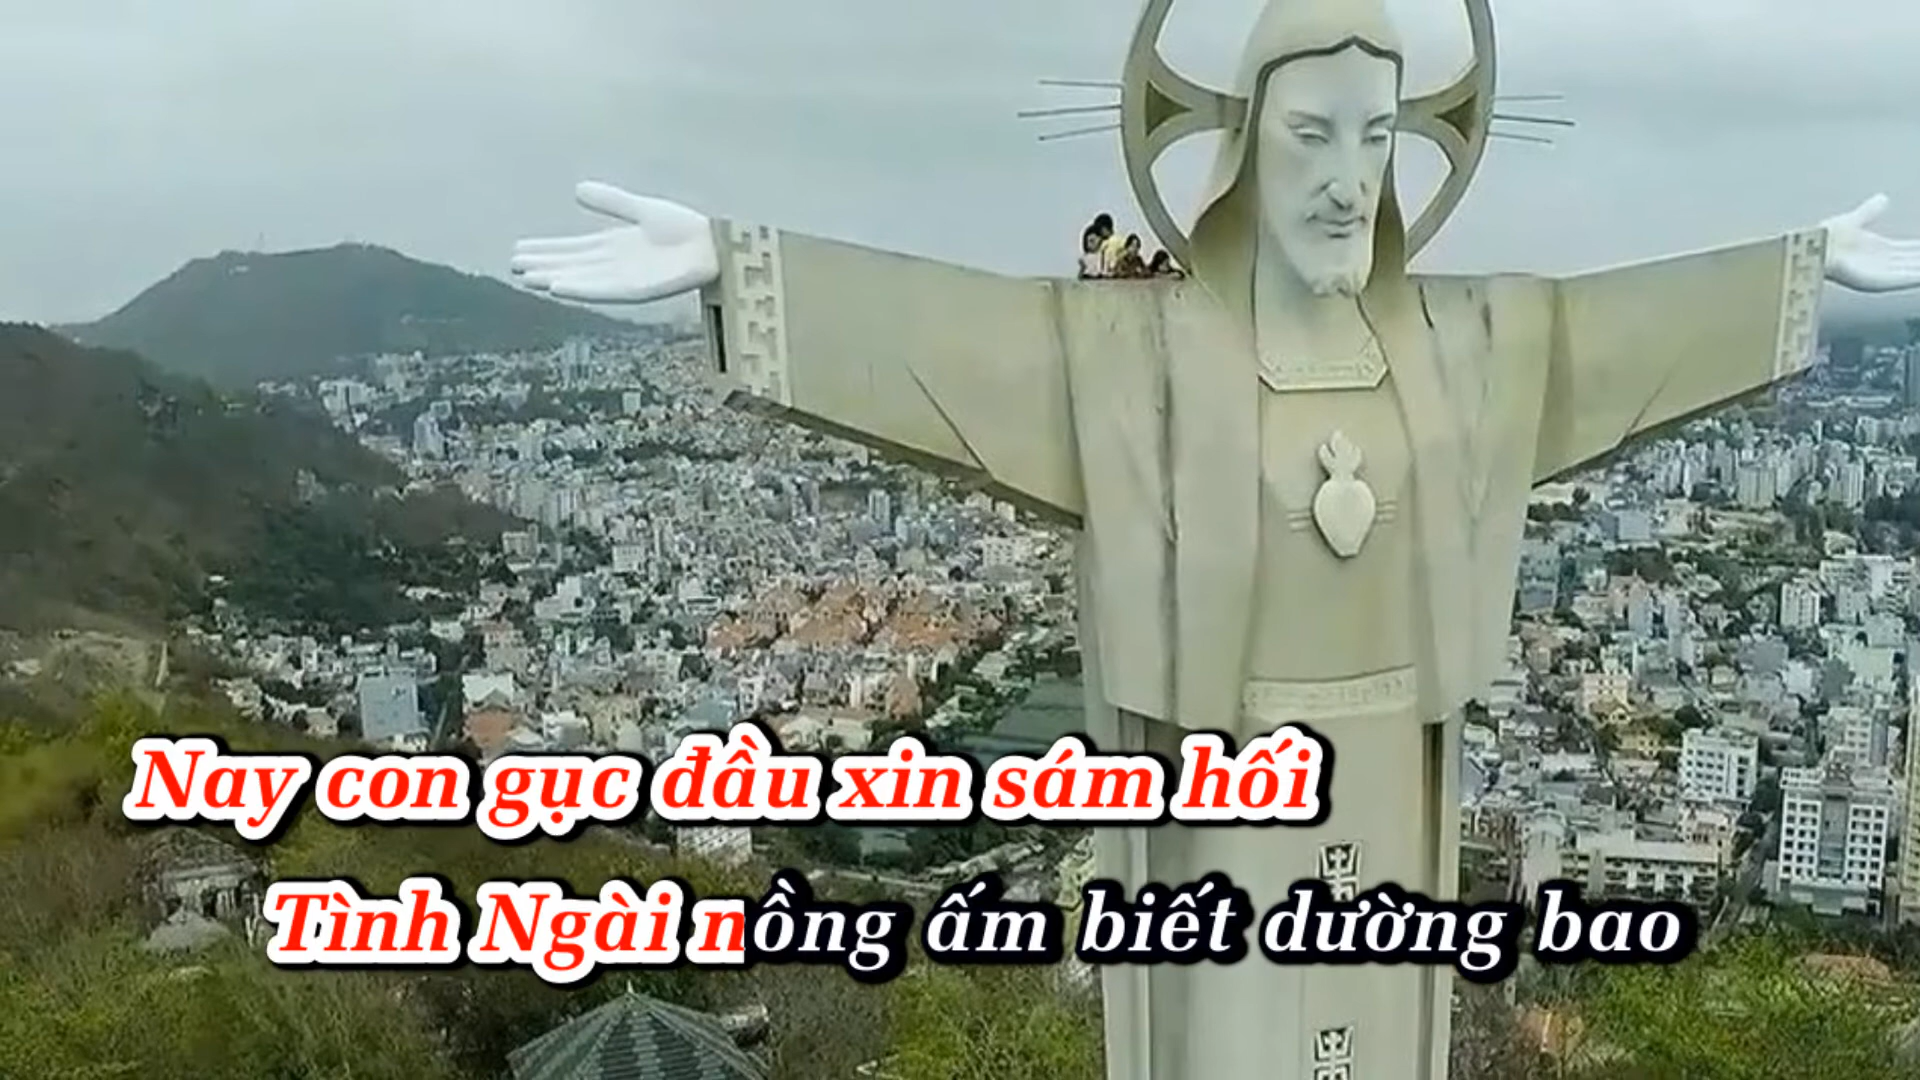 Nay con gục đầu xin sám hối
Tình Ngài nồng ấm biết dường bao